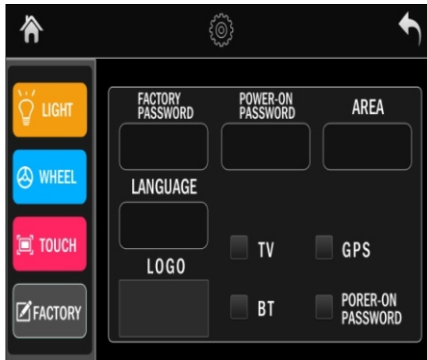 LIGHT
WHEEL
TOUCH
FACTORY
FACTORY
PASSWORD
POWER-ON
PASSWORD
AREA
LANGUAGE
LOGO
TV
GPS
BT
PORER-ON
PASSWORD